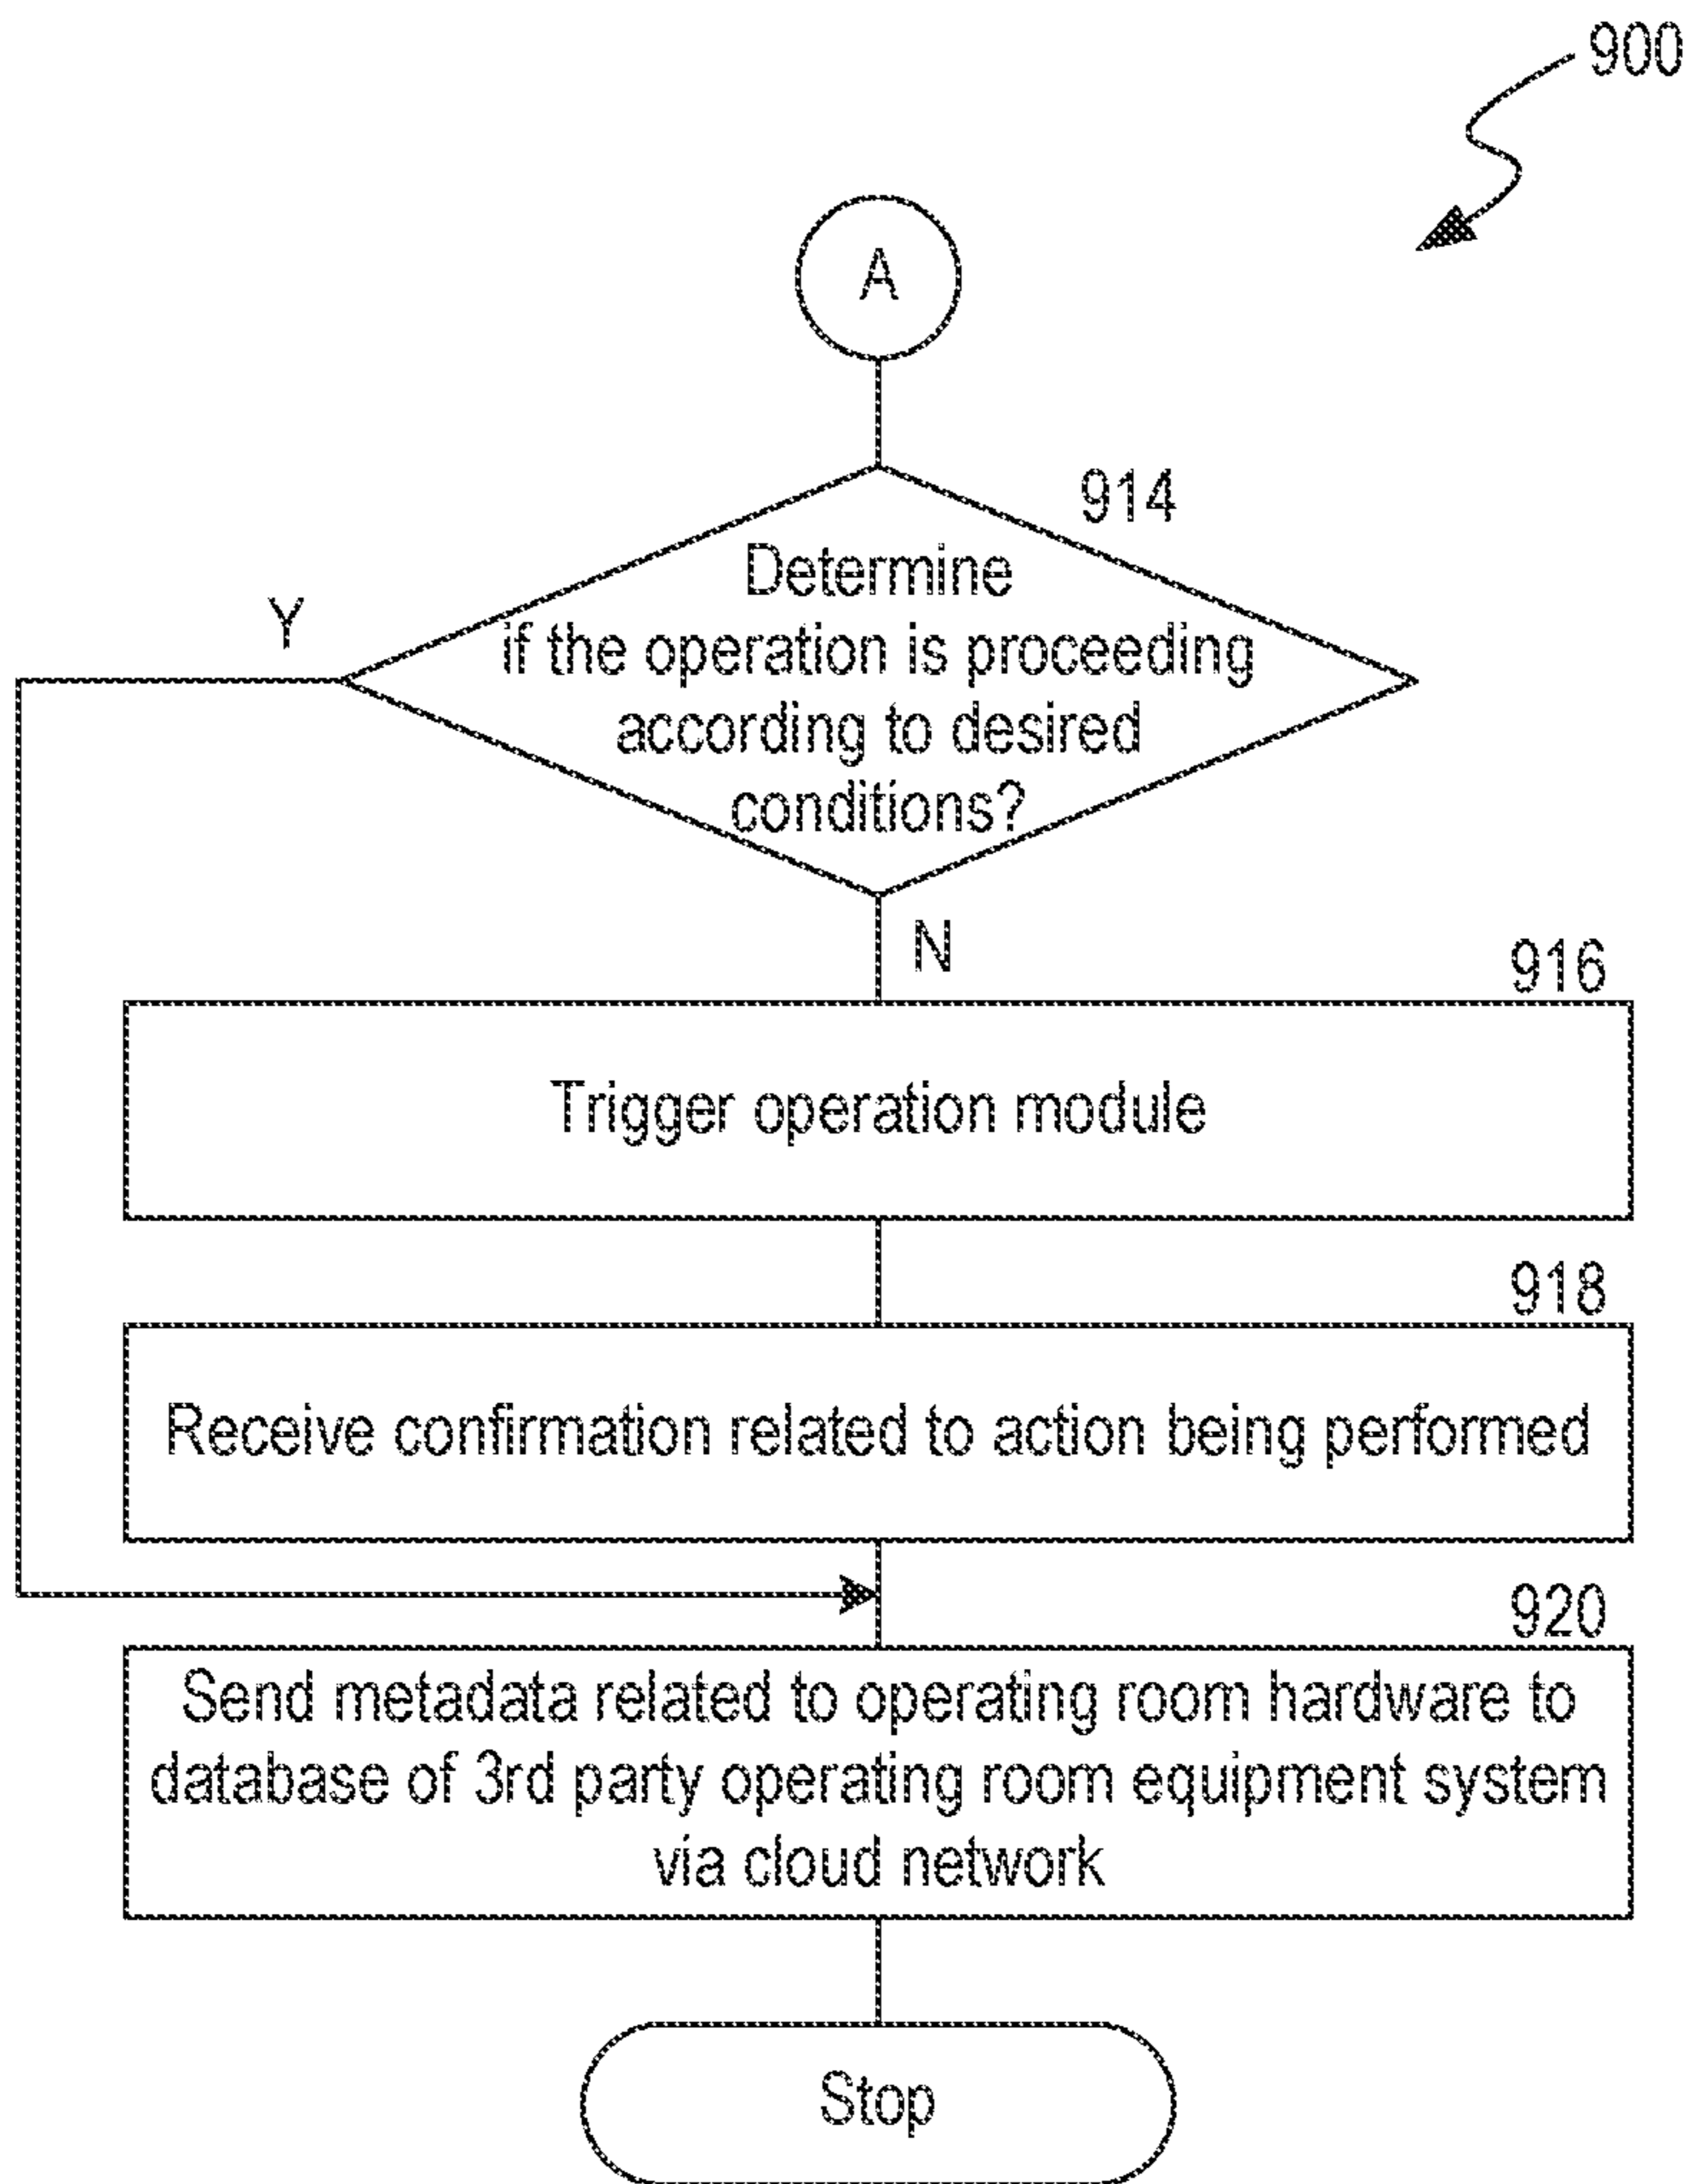 900
A
914
Determine
if the operation is proceeding
according to desired
conditions?
Y
N
916
Trigger operation module
918
Receive confirmation related to action being performed
920
Send metadata related to operating room hardware to
database of 3rd party operating room equipment system
via cloud network
Stop